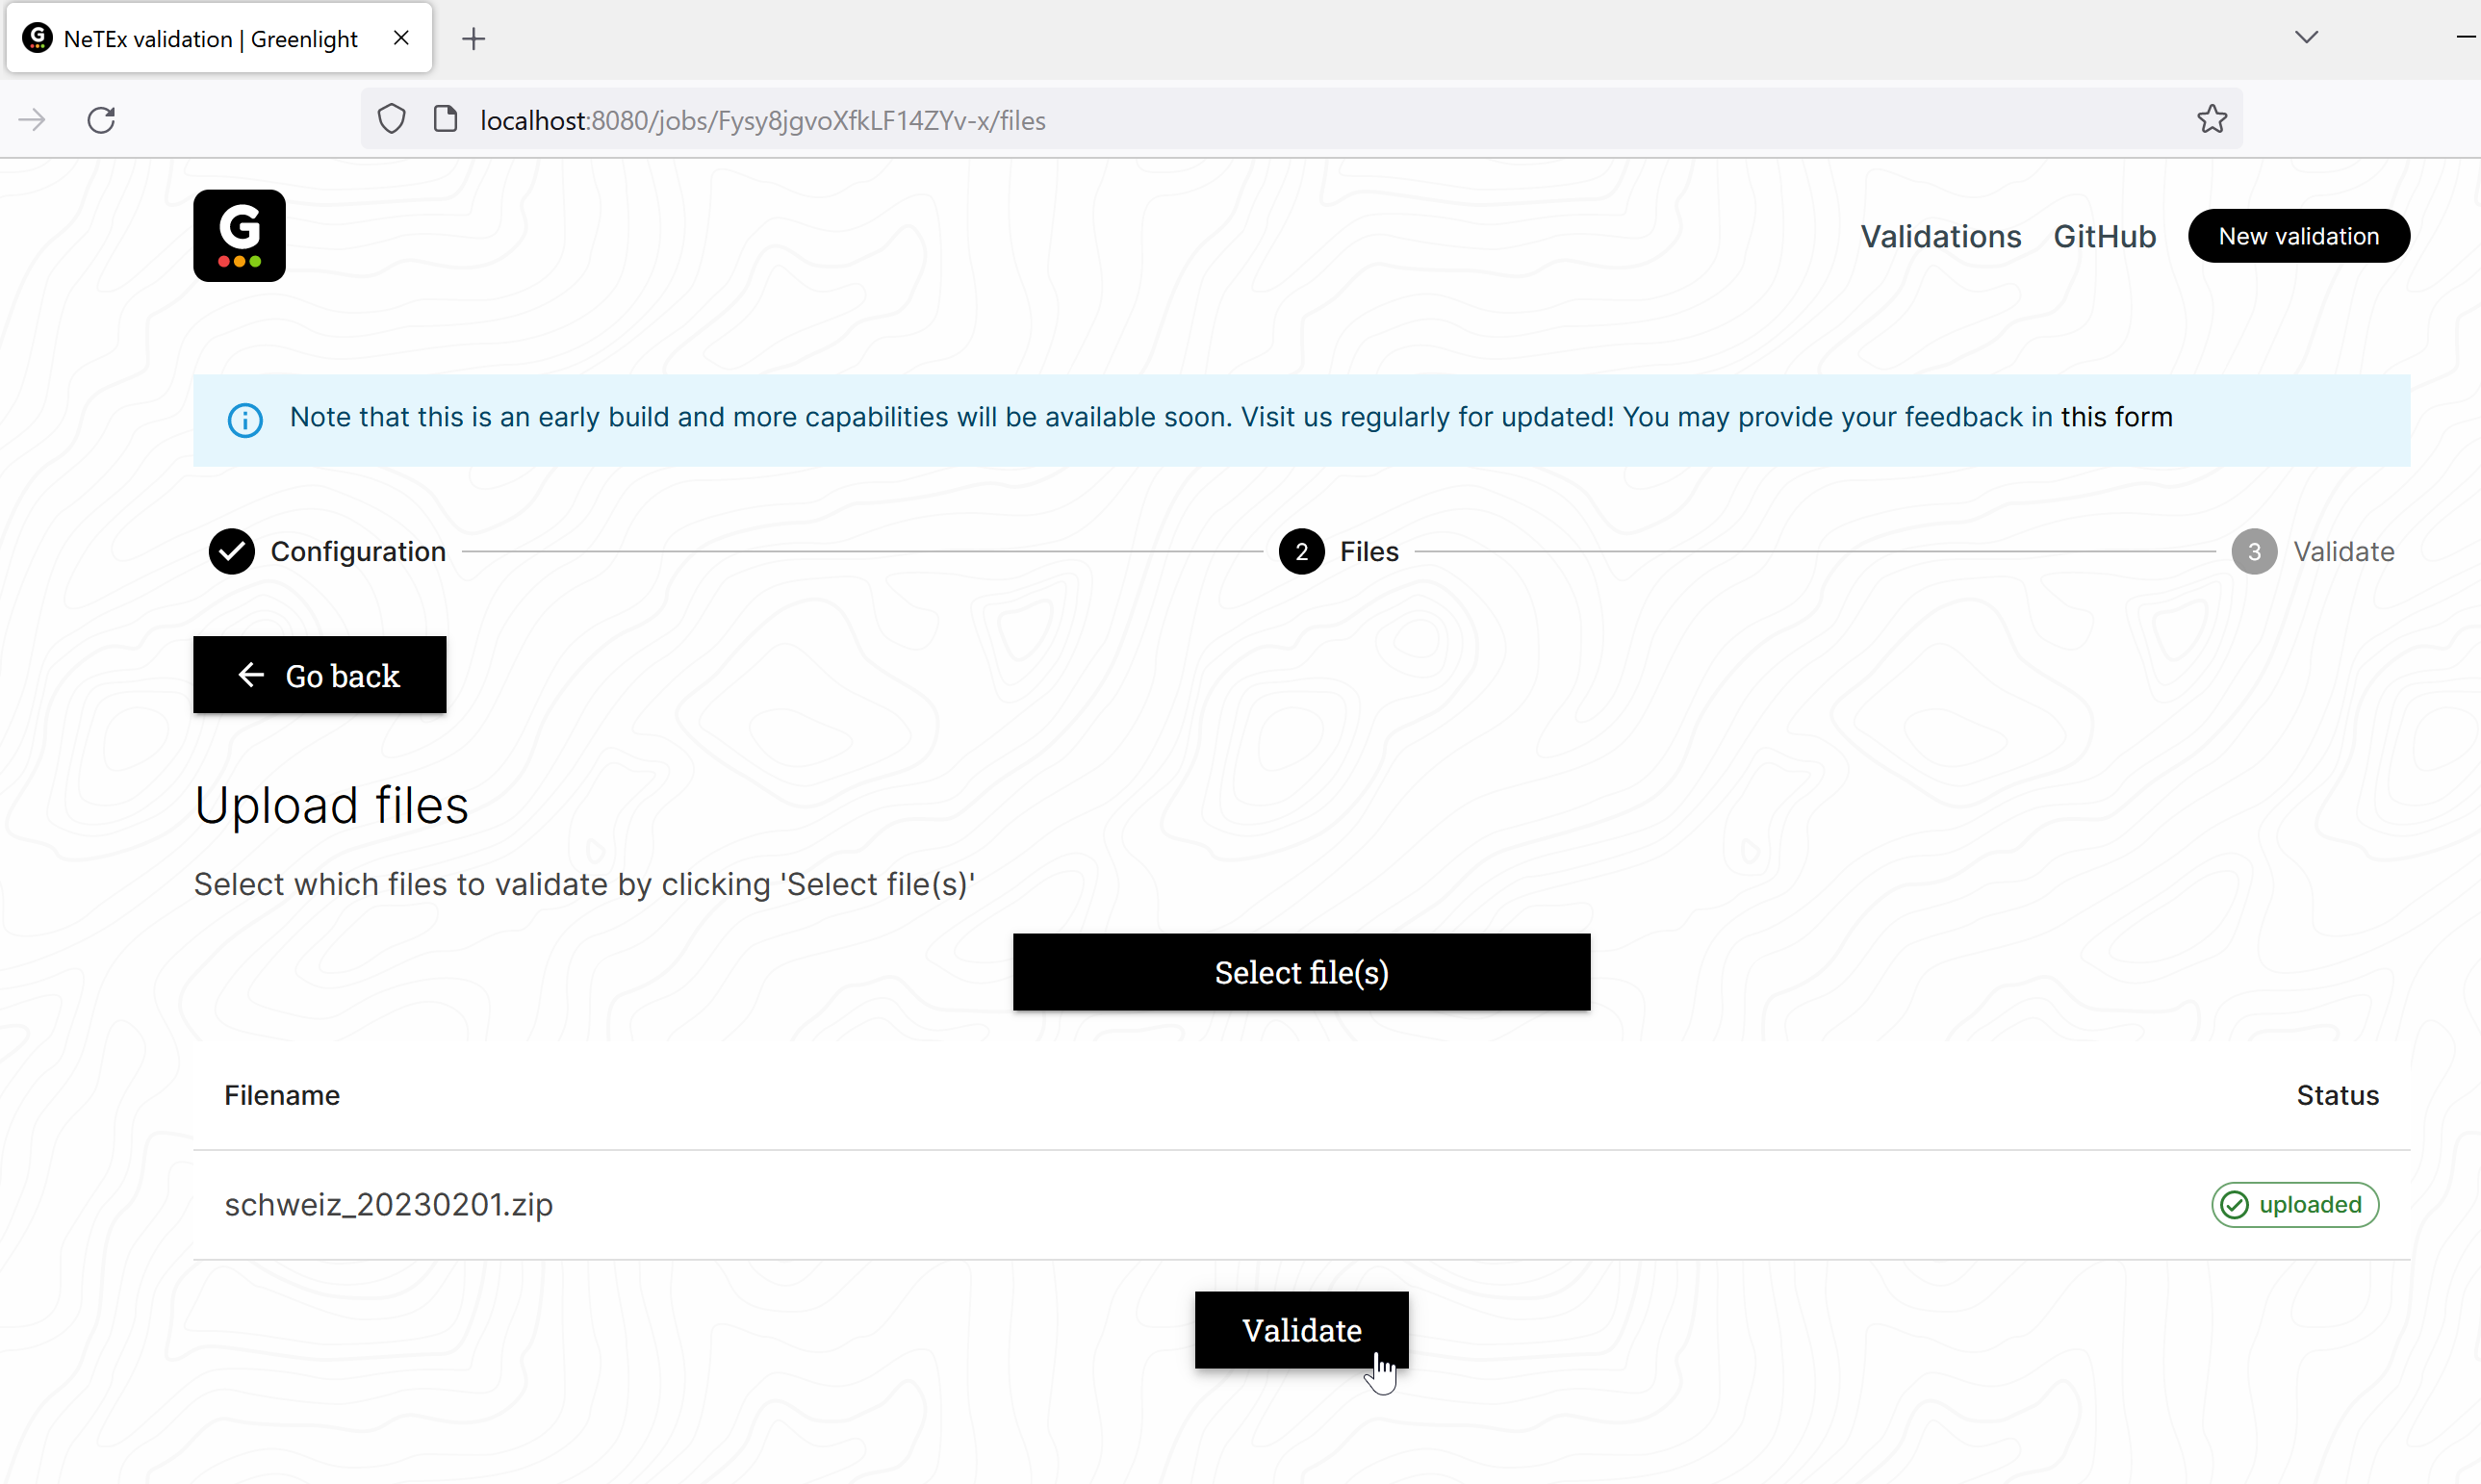 NeTEx validation | Greenlight
localhost:8080/jobs/Fysy8jgvoXfkLF14ZYv-x/files
G
Validations GitHub New validation
Note that this is an early build and more capabilities will be available soon. Visit us regularly for updated! You may provide your feedback in this form
Configuration 2 Files 3 Validate
Go back
Upload files
Select which files to validate by clicking 'Select file(s)'
Select file(s)
Filename Status
schweiz_20230201.zip uploaded
Validate